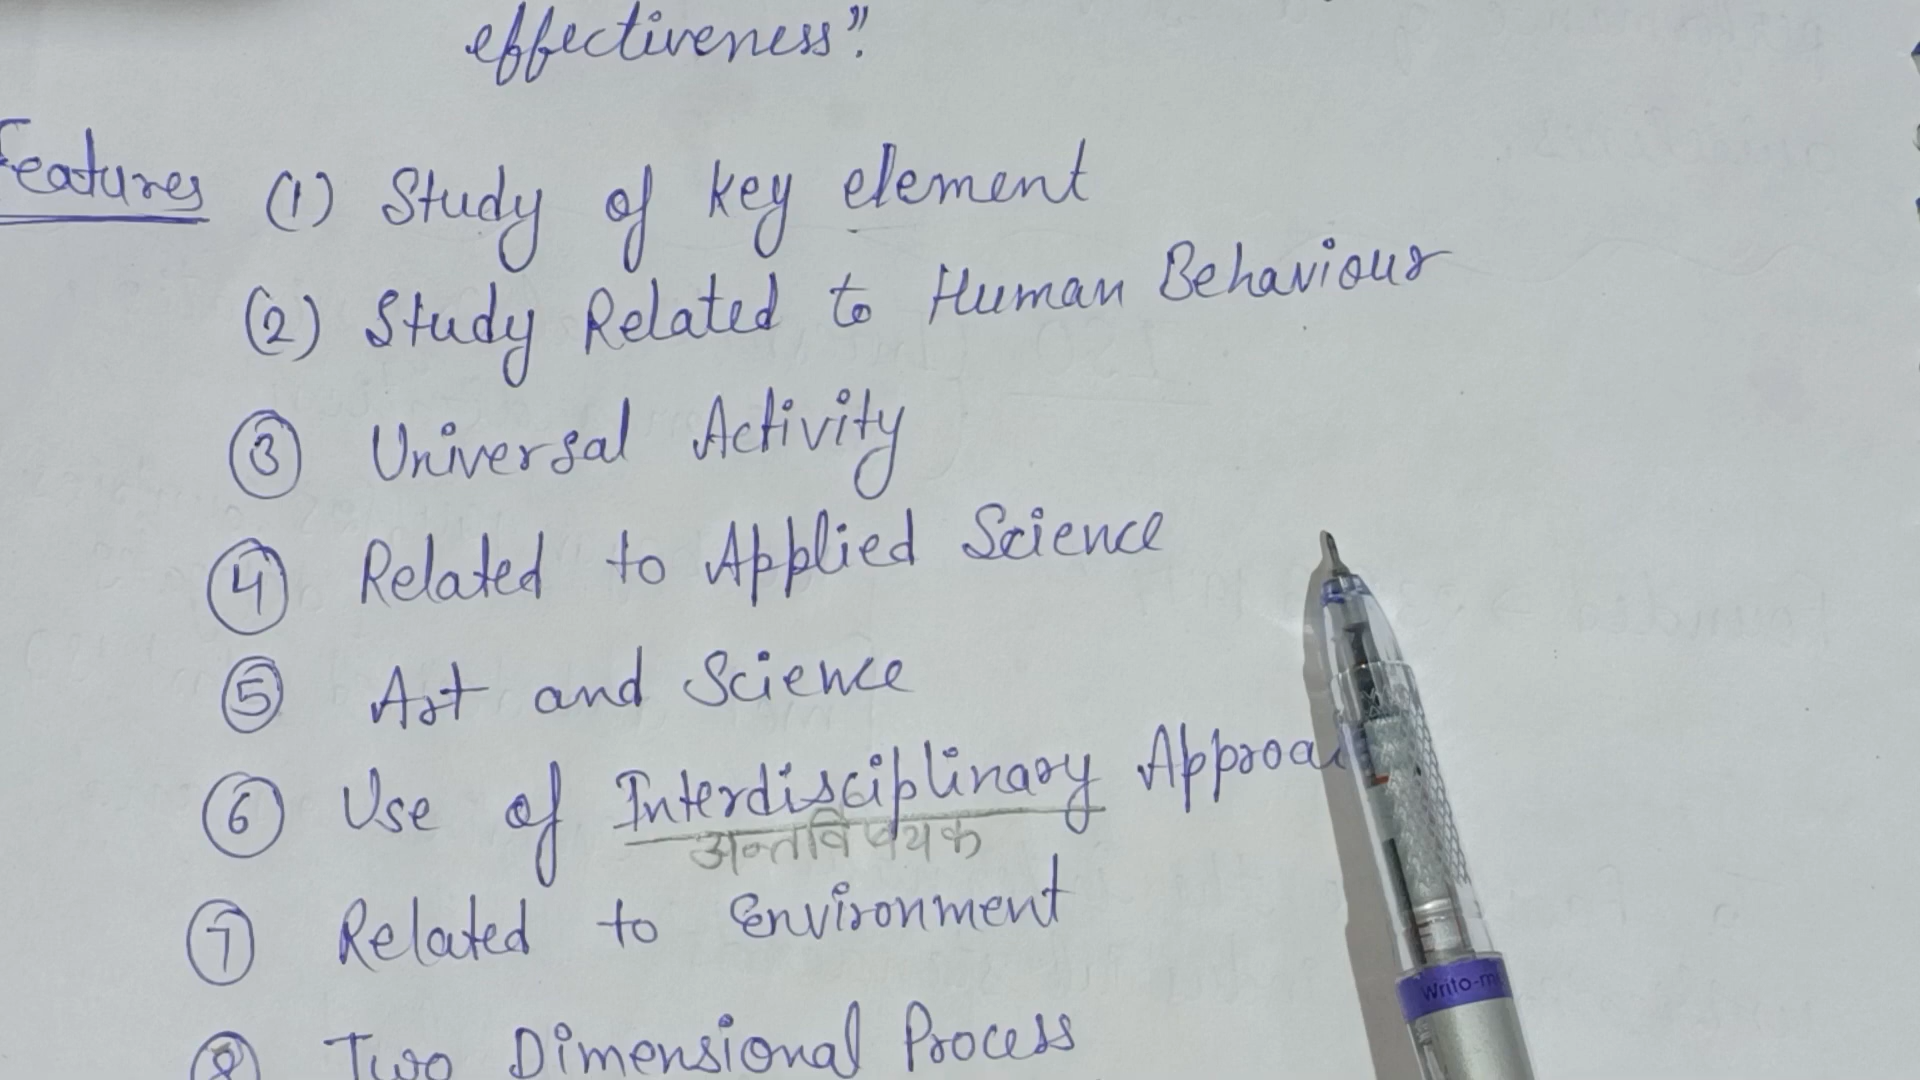 effectiveness".
Features (1) Study of key element
(2) Study Related to Human Behaviour
3 Universal Activity
4 Related to Applied Science
5 Art and Science
6 Use of Interdisciplinary
अन्तर्विषयक
7 Related to Environment
8 Two Dimensional Process